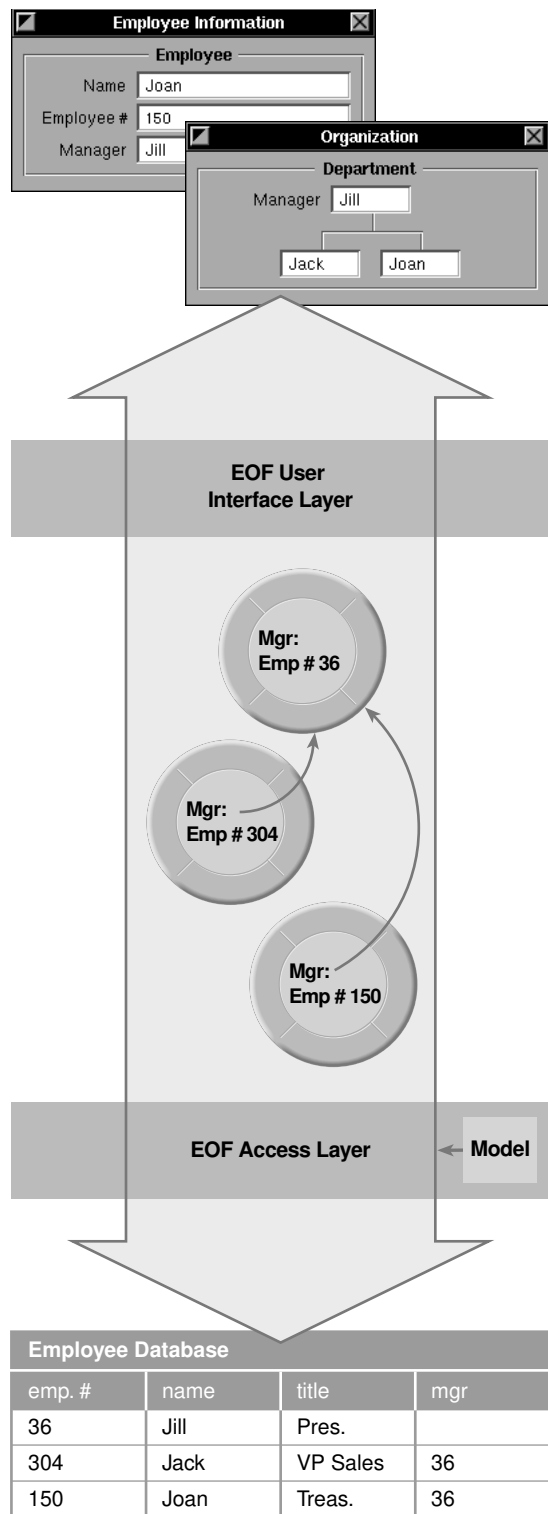 Employee Information
Employee
Name Joan
Employee # 150
Manager Jill
Organization
Department
Manager Jill
Jack Joan
EOF User
Interface Layer
Mgr:
Emp # 36
Mgr:
Emp # 304
Mgr:
Emp # 150
EOF Access Layer
Model
Employee Database
emp. # name title mgr
36 Jill Pres.
304 Jack VP Sales 36
150 Joan Treas. 36